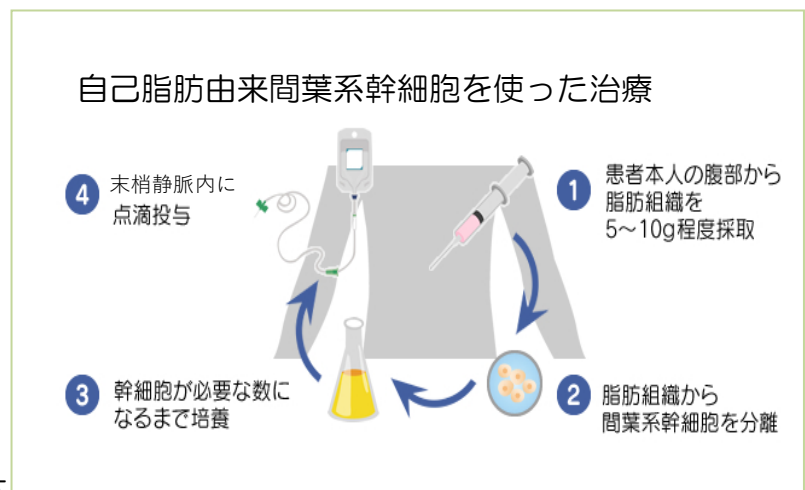 自己脂肪由来間葉系幹細胞を使った治療
1
患者本人の腹部から
脂肪組織を
5～10g程度採取
2
脂肪組織から
間葉系幹細胞を分離
3
幹細胞が必要な数に
なるまで培養
4
末梢静脈内に
点滴投与